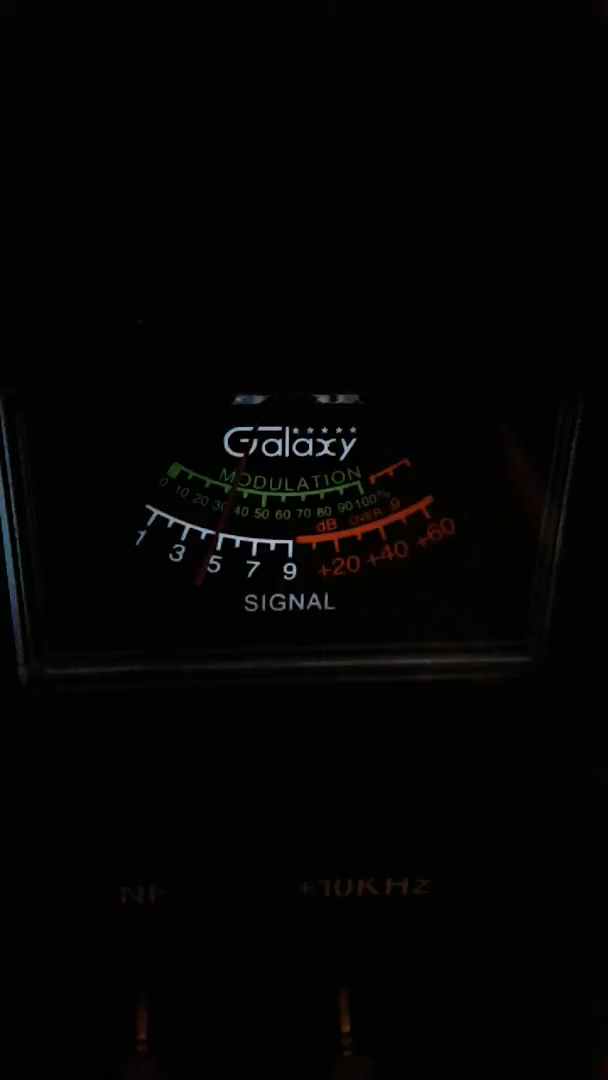 Galaxy
MODULATION
0 10 20 30 40 50 60 70 80 90 100%
dB OVER 9
1 3 5 7 9 +20 +40 +60
SIGNAL
+10KHz